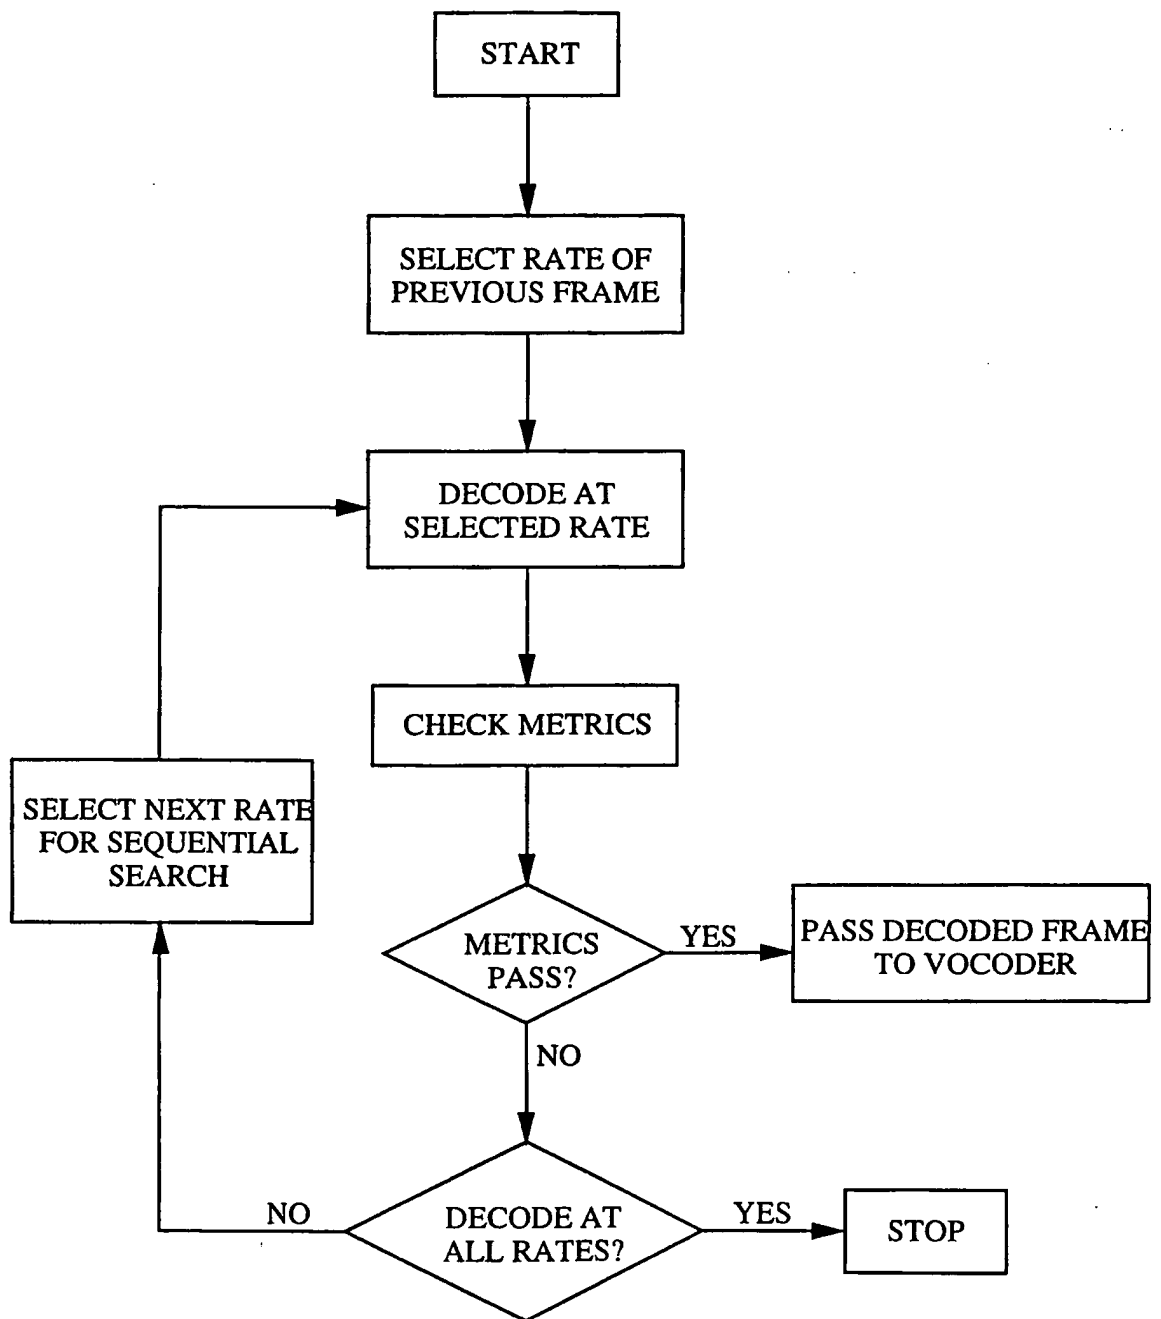 START
SELECT RATE OF
PREVIOUS FRAME
DECODE AT
SELECTED RATE
CHECK METRICS
SELECT NEXT RATE
FOR SEQUENTIAL
SEARCH
METRICS
PASS?
YES
PASS DECODED FRAME
TO VOCODER
NO
DECODE AT
ALL RATES?
NO
YES
STOP